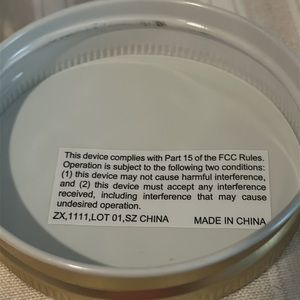 This device complies with Part 15 of the FCC Rules.
Operation is subject to the following two conditions:
(1) this device may not cause harmful interference,
and (2) this device must accept any interference
received, including interference that may cause
undesired operation.
ZX,1111,LOT 01,SZ CHINA MADE IN CHINA